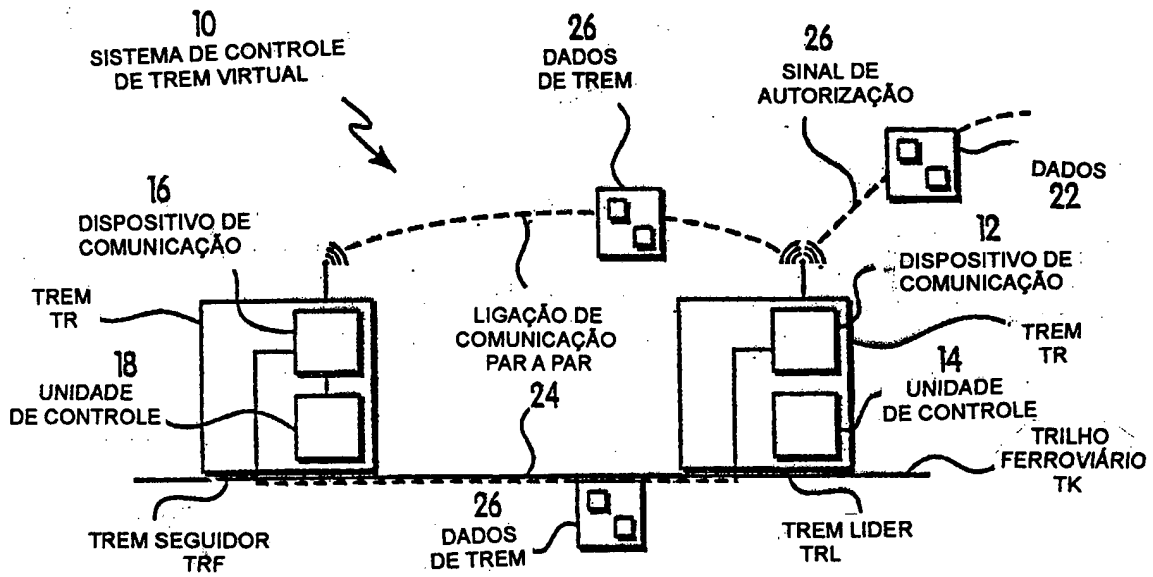 10
SISTEMA DE CONTROLE
DE TREM VIRTUAL
26
DADOS
DE TREM
26
SINAL DE
AUTORIZAÇÃO
DADOS
22
16
DISPOSITIVO DE
COMUNICAÇÃO
12
DISPOSITIVO DE
COMUNICAÇÃO
TREM
TR
LIGAÇÃO DE
COMUNICAÇÃO
PAR A PAR
24
TREM
TR
18
UNIDADE
DE CONTROLE
14
UNIDADE
DE CONTROLE
TRILHO
FERROVIÁRIO
TK
TREM SEGUIDOR
TRF
26
DADOS
DE TREM
TREM LIDER
TRL